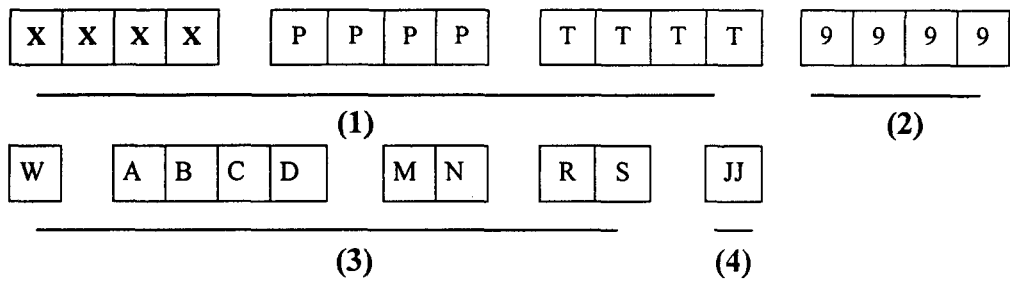 X X X X P P P P T T T T 9 9 9 9
(1) (2)
W A B C D M N R S JJ
(3) (4)